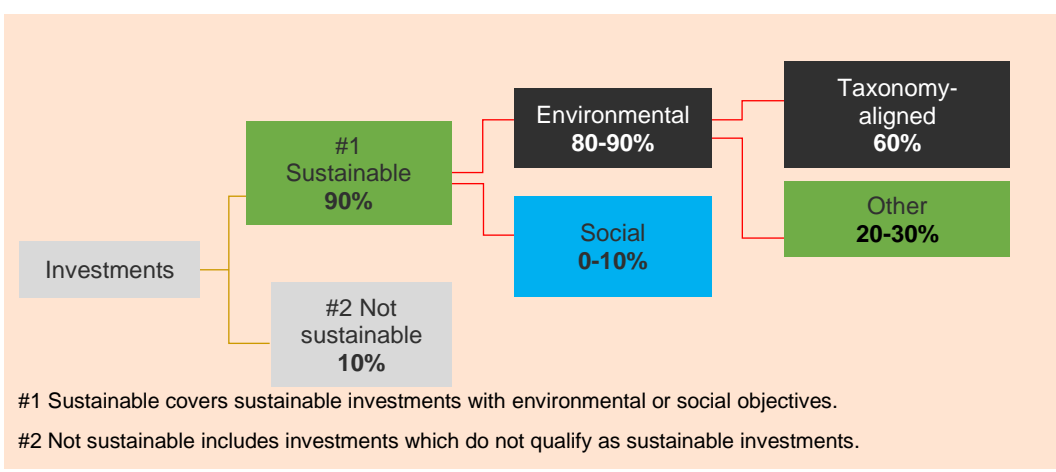 Investments
#1
Sustainable
90%
#2 Not
sustainable
10%
Environmental
80-90%
Social
0-10%
Taxonomy-
aligned
60%
Other
20-30%
#1 Sustainable covers sustainable investments with environmental or social objectives.
#2 Not sustainable includes investments which do not qualify as sustainable investments.